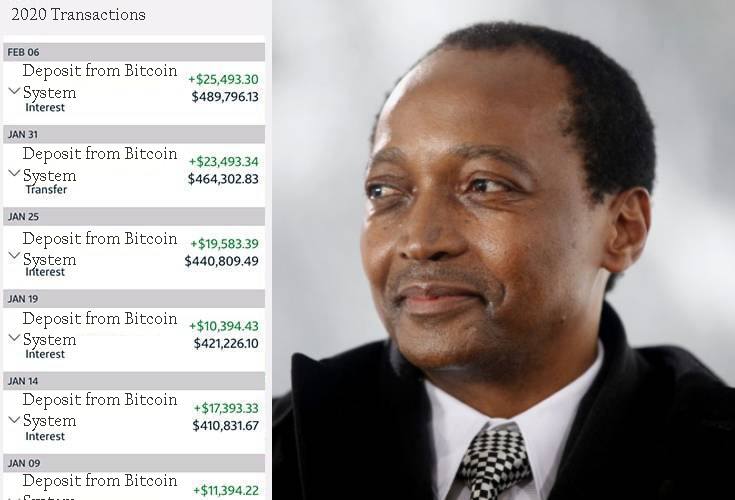 2020 Transactions
FEB 06
Deposit from Bitcoin
+$25,493.30
System
$489,796.13
Interest
JAN 31
Deposit from Bitcoin
+$23,493.34
System
$464,302.83
Transfer
JAN 25
Deposit from Bitcoin
+$19,583.39
System
$440,809.49
Interest
JAN 19
Deposit from Bitcoin
+$10,394.43
System
$421,226.10
Interest
JAN 14
Deposit from Bitcoin
+$17,393.33
System
$410,831.67
Interest
JAN 09
Deposit from Bitcoin
+$11,394.22